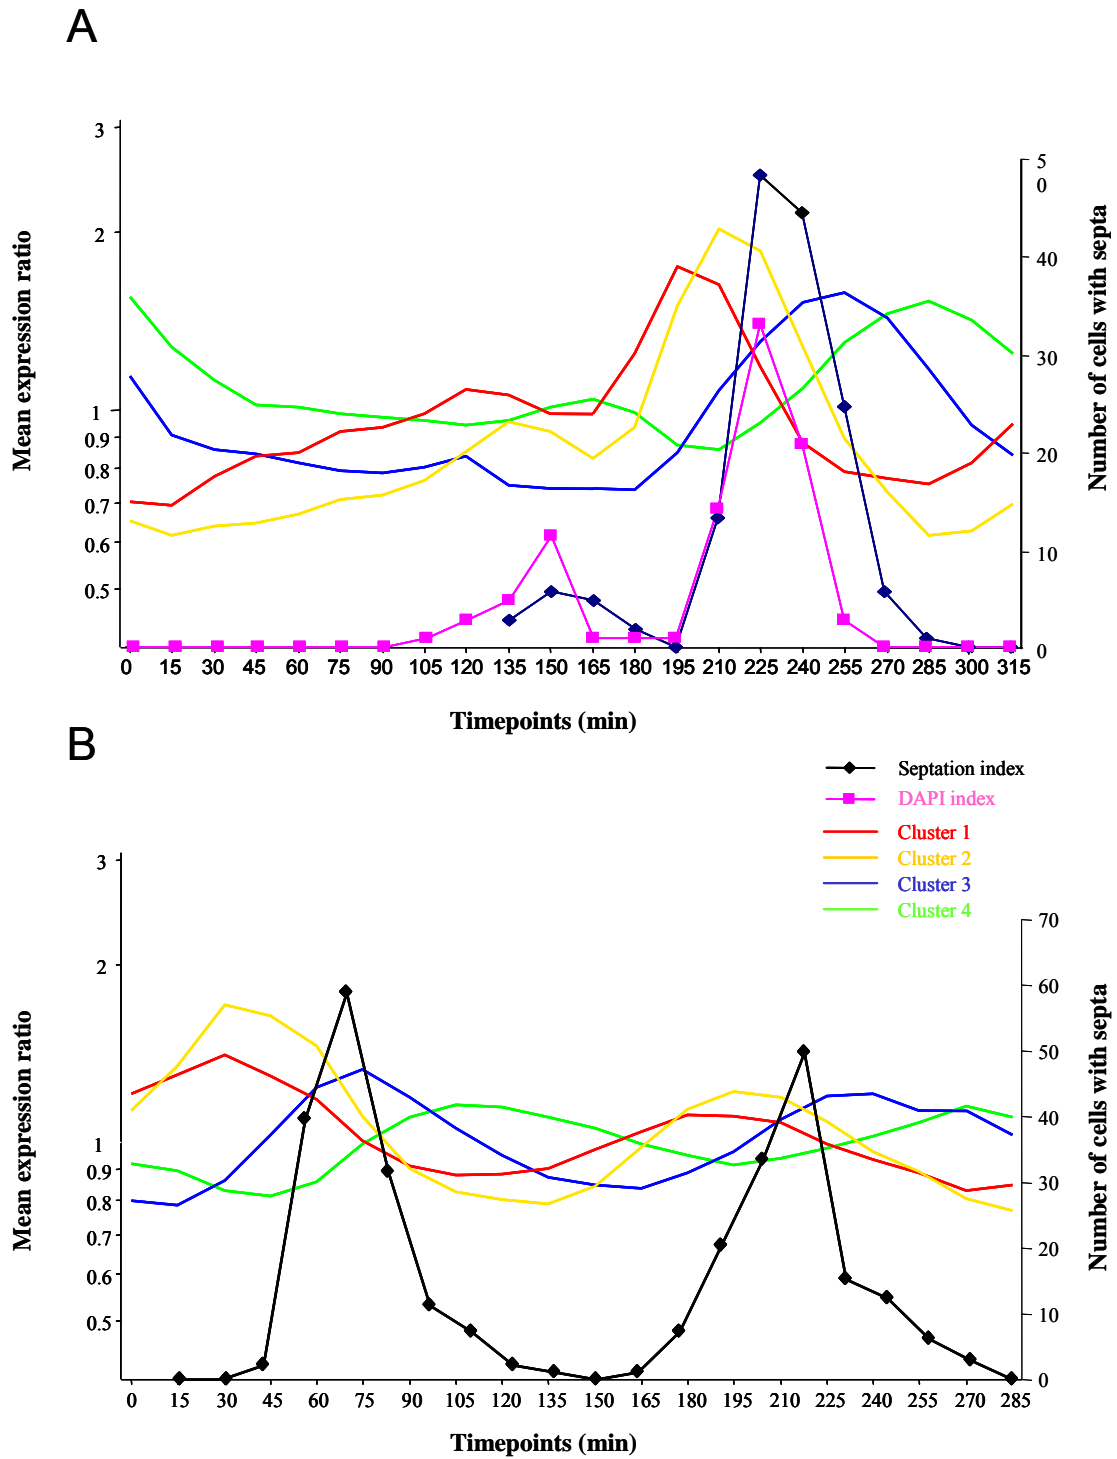 A
Mean expression ratio
3
2
1
0.9
0.8
0.7
0.6
0.5
5
0
40
30
20
10
0
Number of cells with septa
0 15 30 45 60 75 90 105 120 135 150 165 180 195 210 225 240 255 270 285 300 315
Timepoints (min)
B
Septation index
DAPI index
Cluster 1
Cluster 2
Cluster 3
Cluster 4
Mean expression ratio
3
2
1
0.9
0.8
0.7
0.6
0.5
70
60
50
40
30
20
10
0
Number of cells with septa
0 15 30 45 60 75 90 105 120 135 150 165 180 195 210 225 240 255 270 285
Timepoints (min)